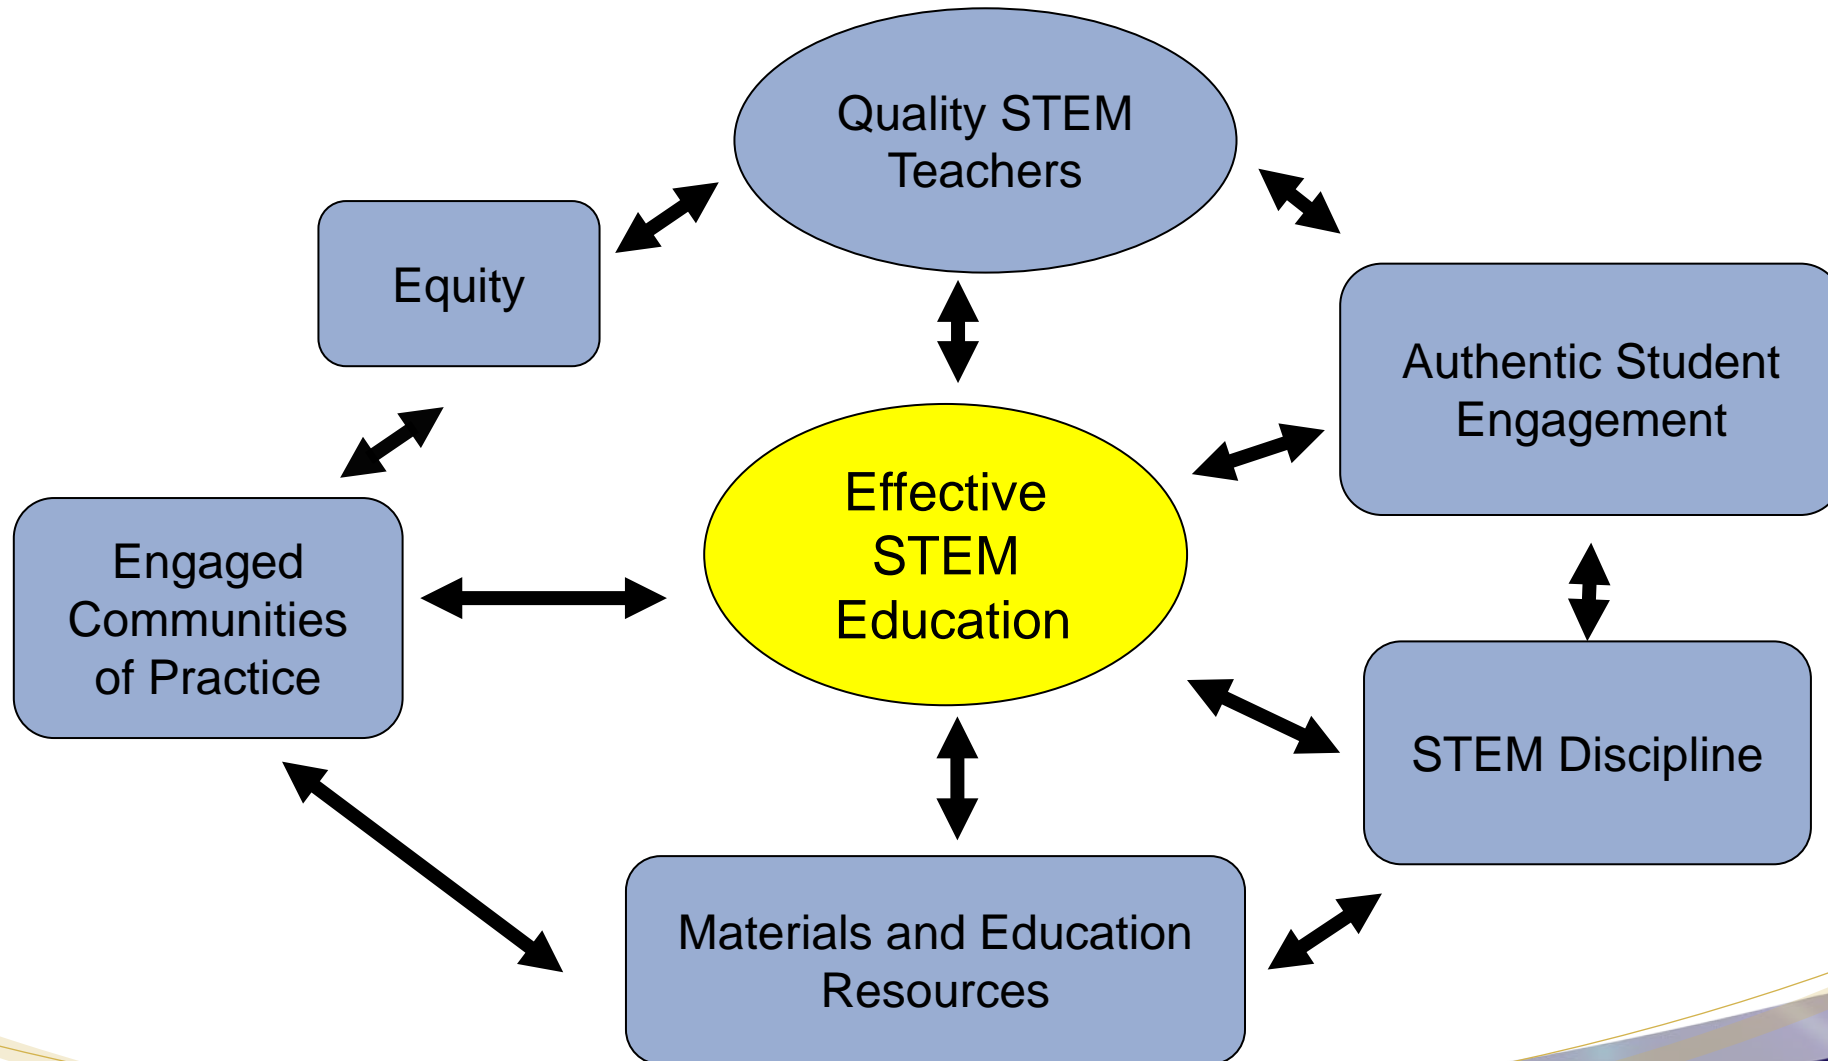 Quality STEM
Teachers
Equity
Authentic Student
Engagement
Effective
STEM
Education
Engaged
Communities
of Practice
STEM Discipline
Materials and Education
Resources